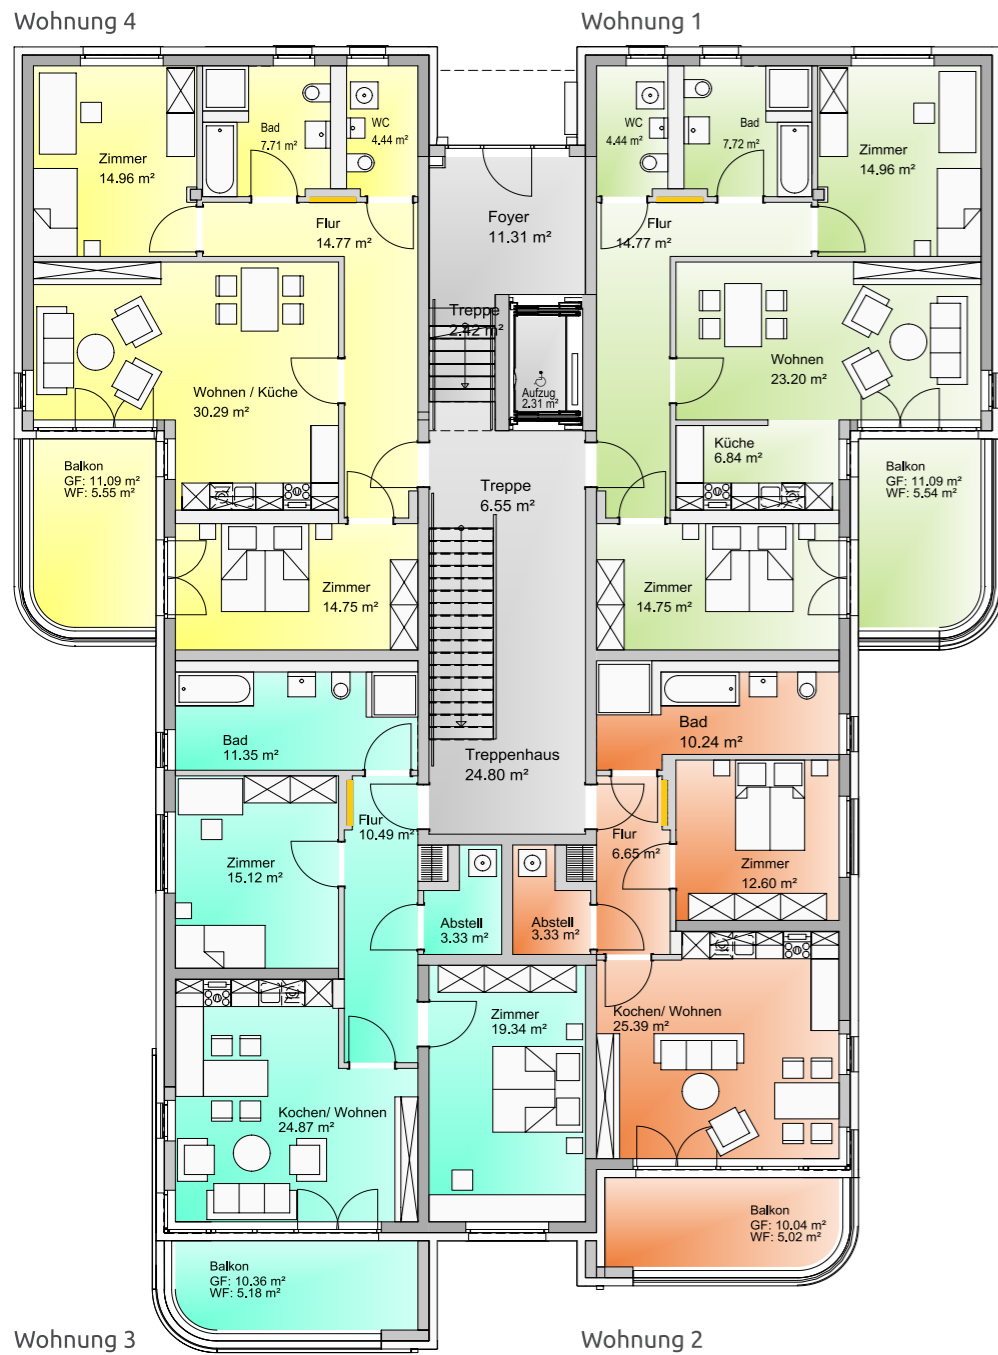 Wohnung 4
Wohnung 1
Zimmer
14.96 m²
Bad
7.71 m²
WC
4.44 m²
Flur
14.77 m²
Foyer
11.31 m²
WC
4.44 m²
Bad
7.72 m²
Zimmer
14.96 m²
Flur
14.77 m²
Treppe
2.42 m²
Aufzug
2.31 m²
Wohnen / Küche
30.29 m²
Wohnen
23.20 m²
Küche
6.84 m²
Balkon
GF: 11.09 m²
WF: 5.55 m²
Treppe
6.55 m²
Balkon
GF: 11.09 m²
WF: 5.54 m²
Zimmer
14.75 m²
Zimmer
14.75 m²
Bad
11.35 m²
Treppenhaus
24.80 m²
Bad
10.24 m²
Flur
10.49 m²
Flur
6.65 m²
Zimmer
15.12 m²
Zimmer
12.60 m²
Abstell
3.33 m²
Abstell
3.33 m²
Zimmer
19.34 m²
Kochen/ Wohnen
25.39 m²
Kochen/ Wohnen
24.87 m²
Balkon
GF: 10.04 m²
WF: 5.02 m²
Balkon
GF: 10.36 m²
WF: 5.18 m²
Wohnung 3
Wohnung 2